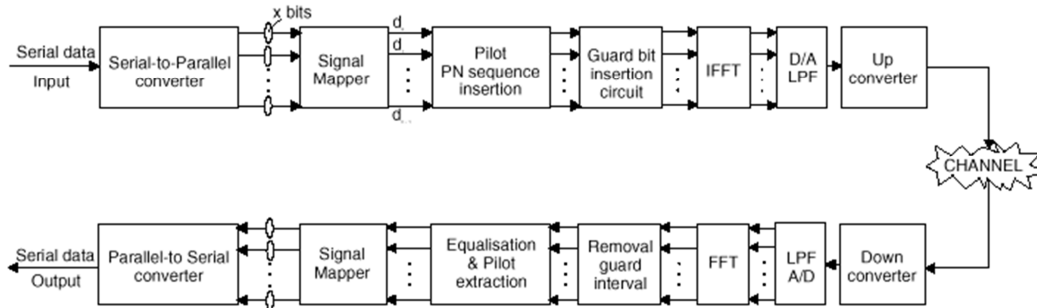 x bits
Serial data
Input
Serial-to-Parallel
converter
Signal
Mapper
d
d
d
Pilot
PN sequence
insertion
Guard bit
insertion
circuit
IFFT
D/A
LPF
Up
converter
CHANNEL
Serial data
Output
Parallel-to Serial
converter
Signal
Mapper
Equalisation
& Pilot
extraction
Removal
guard
interval
FFT
LPF
A/D
Down
converter